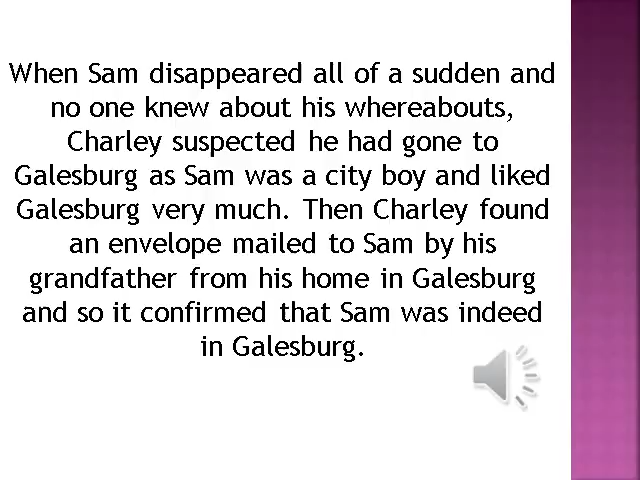 When Sam disappeared all of a sudden and
no one knew about his whereabouts,
Charley suspected he had gone to
Galesburg as Sam was a city boy and liked
Galesburg very much. Then Charley found
an envelope mailed to Sam by his
grandfather from his home in Galesburg
and so it confirmed that Sam was indeed
in Galesburg.